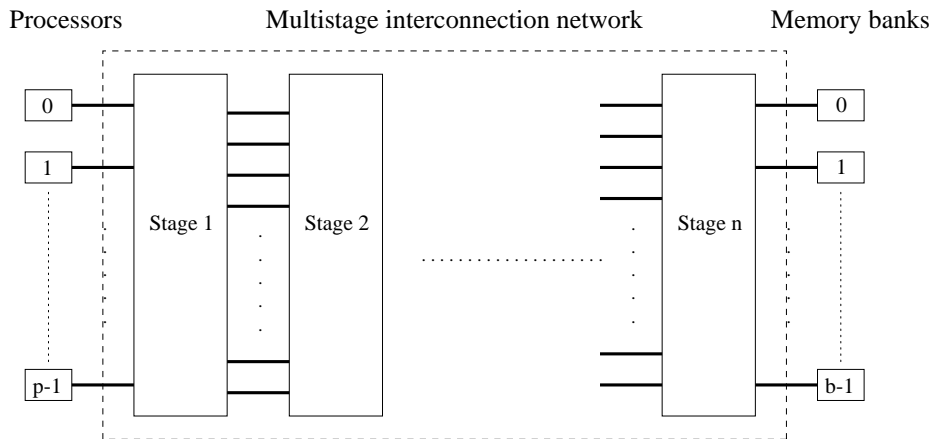 Processors Multistage interconnection network Memory banks
0 0
1 1
Stage 1 Stage 2 Stage n
p-1 b-1